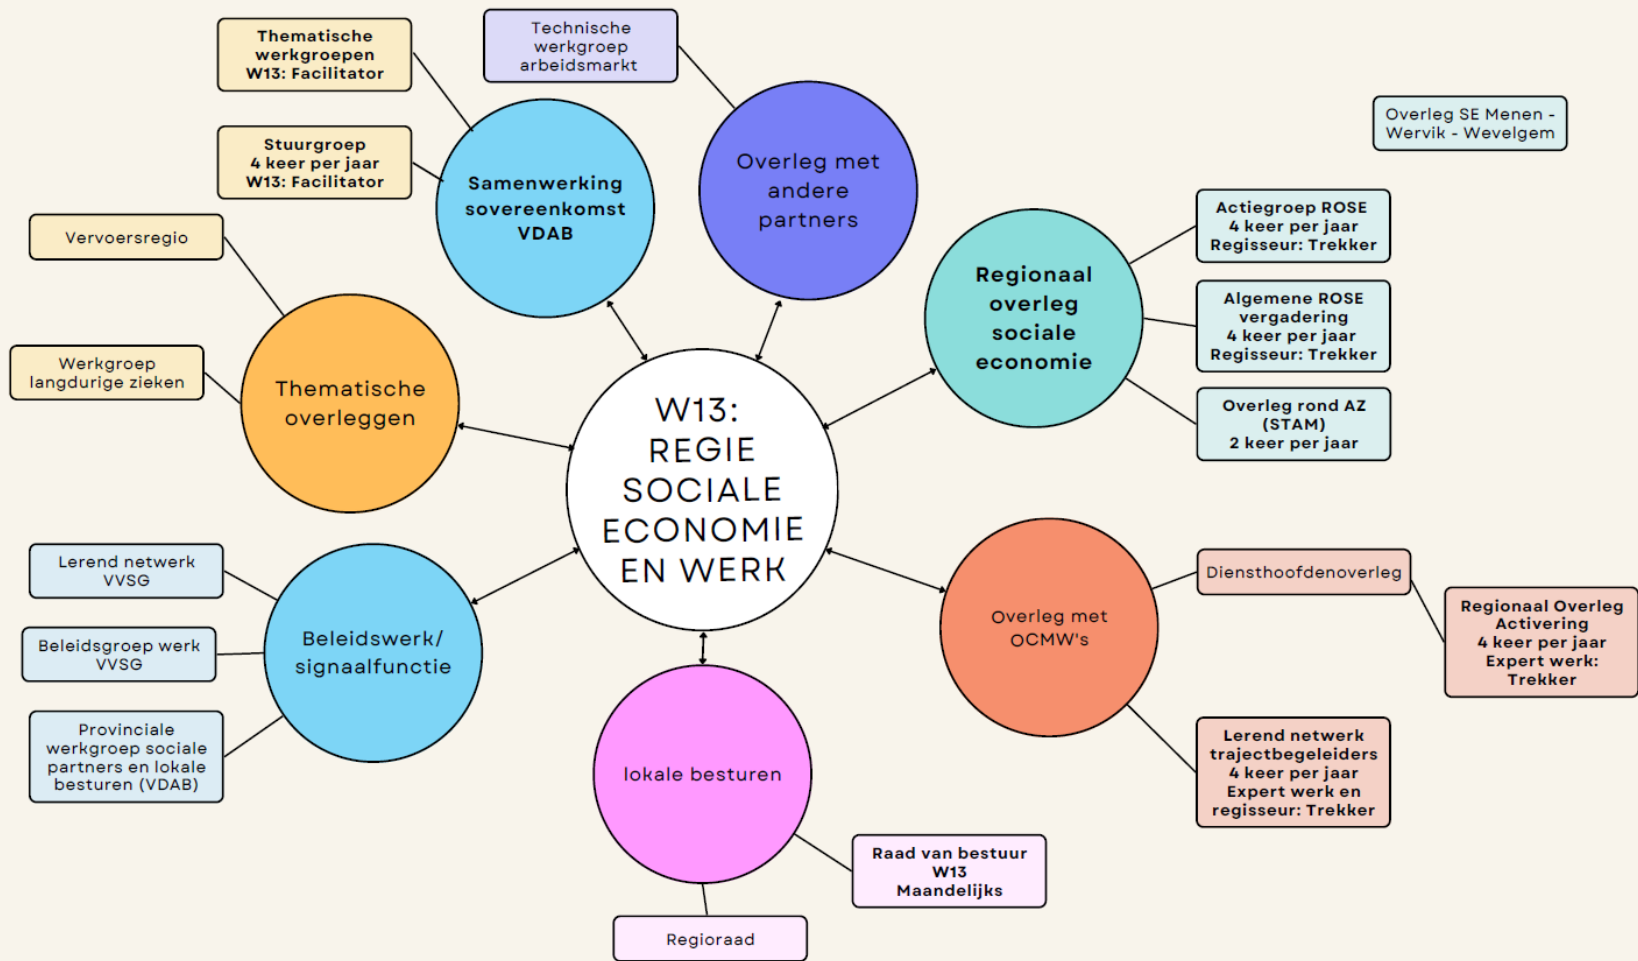 Thematische
werkgroepen
W13: Facilitator
Technische
werkgroep
arbeidsmarkt
Overleg SE Menen -
Wervik - Wevelgem
Stuurgroep
4 keer per jaar
W13: Facilitator
Samenwerking
sovereenkomst
VDAB
Overleg met
andere
partners
Vervoersregio
Werkgroep
langdurige zieken
Thematische
overleggen
Regionaal
overleg
sociale
economie
Actiegroep ROSE
4 keer per jaar
Regisseur: Trekker
Algemene ROSE
vergadering
4 keer per jaar
Regisseur: Trekker
Overleg rond AZ
(STAM)
2 keer per jaar
W13:
REGIE
SOCIALE
ECONOMIE
EN WERK
Lerend netwerk
VVSG
Beleidsgroep werk
VVSG
Provinciale
werkgroep sociale
partners en lokale
besturen (VDAB)
Beleidswerk/
signaalfunctie
Overleg met
OCMW's
Diensthoofdenoverleg
Regionaal Overleg
Activering
4 keer per jaar
Expert werk:
Trekker
Lerend netwerk
trajectbegeleiders
4 keer per jaar
Expert werk en
regisseur: Trekker
lokale besturen
Raad van bestuur
W13
Maandelijks
Regioraad